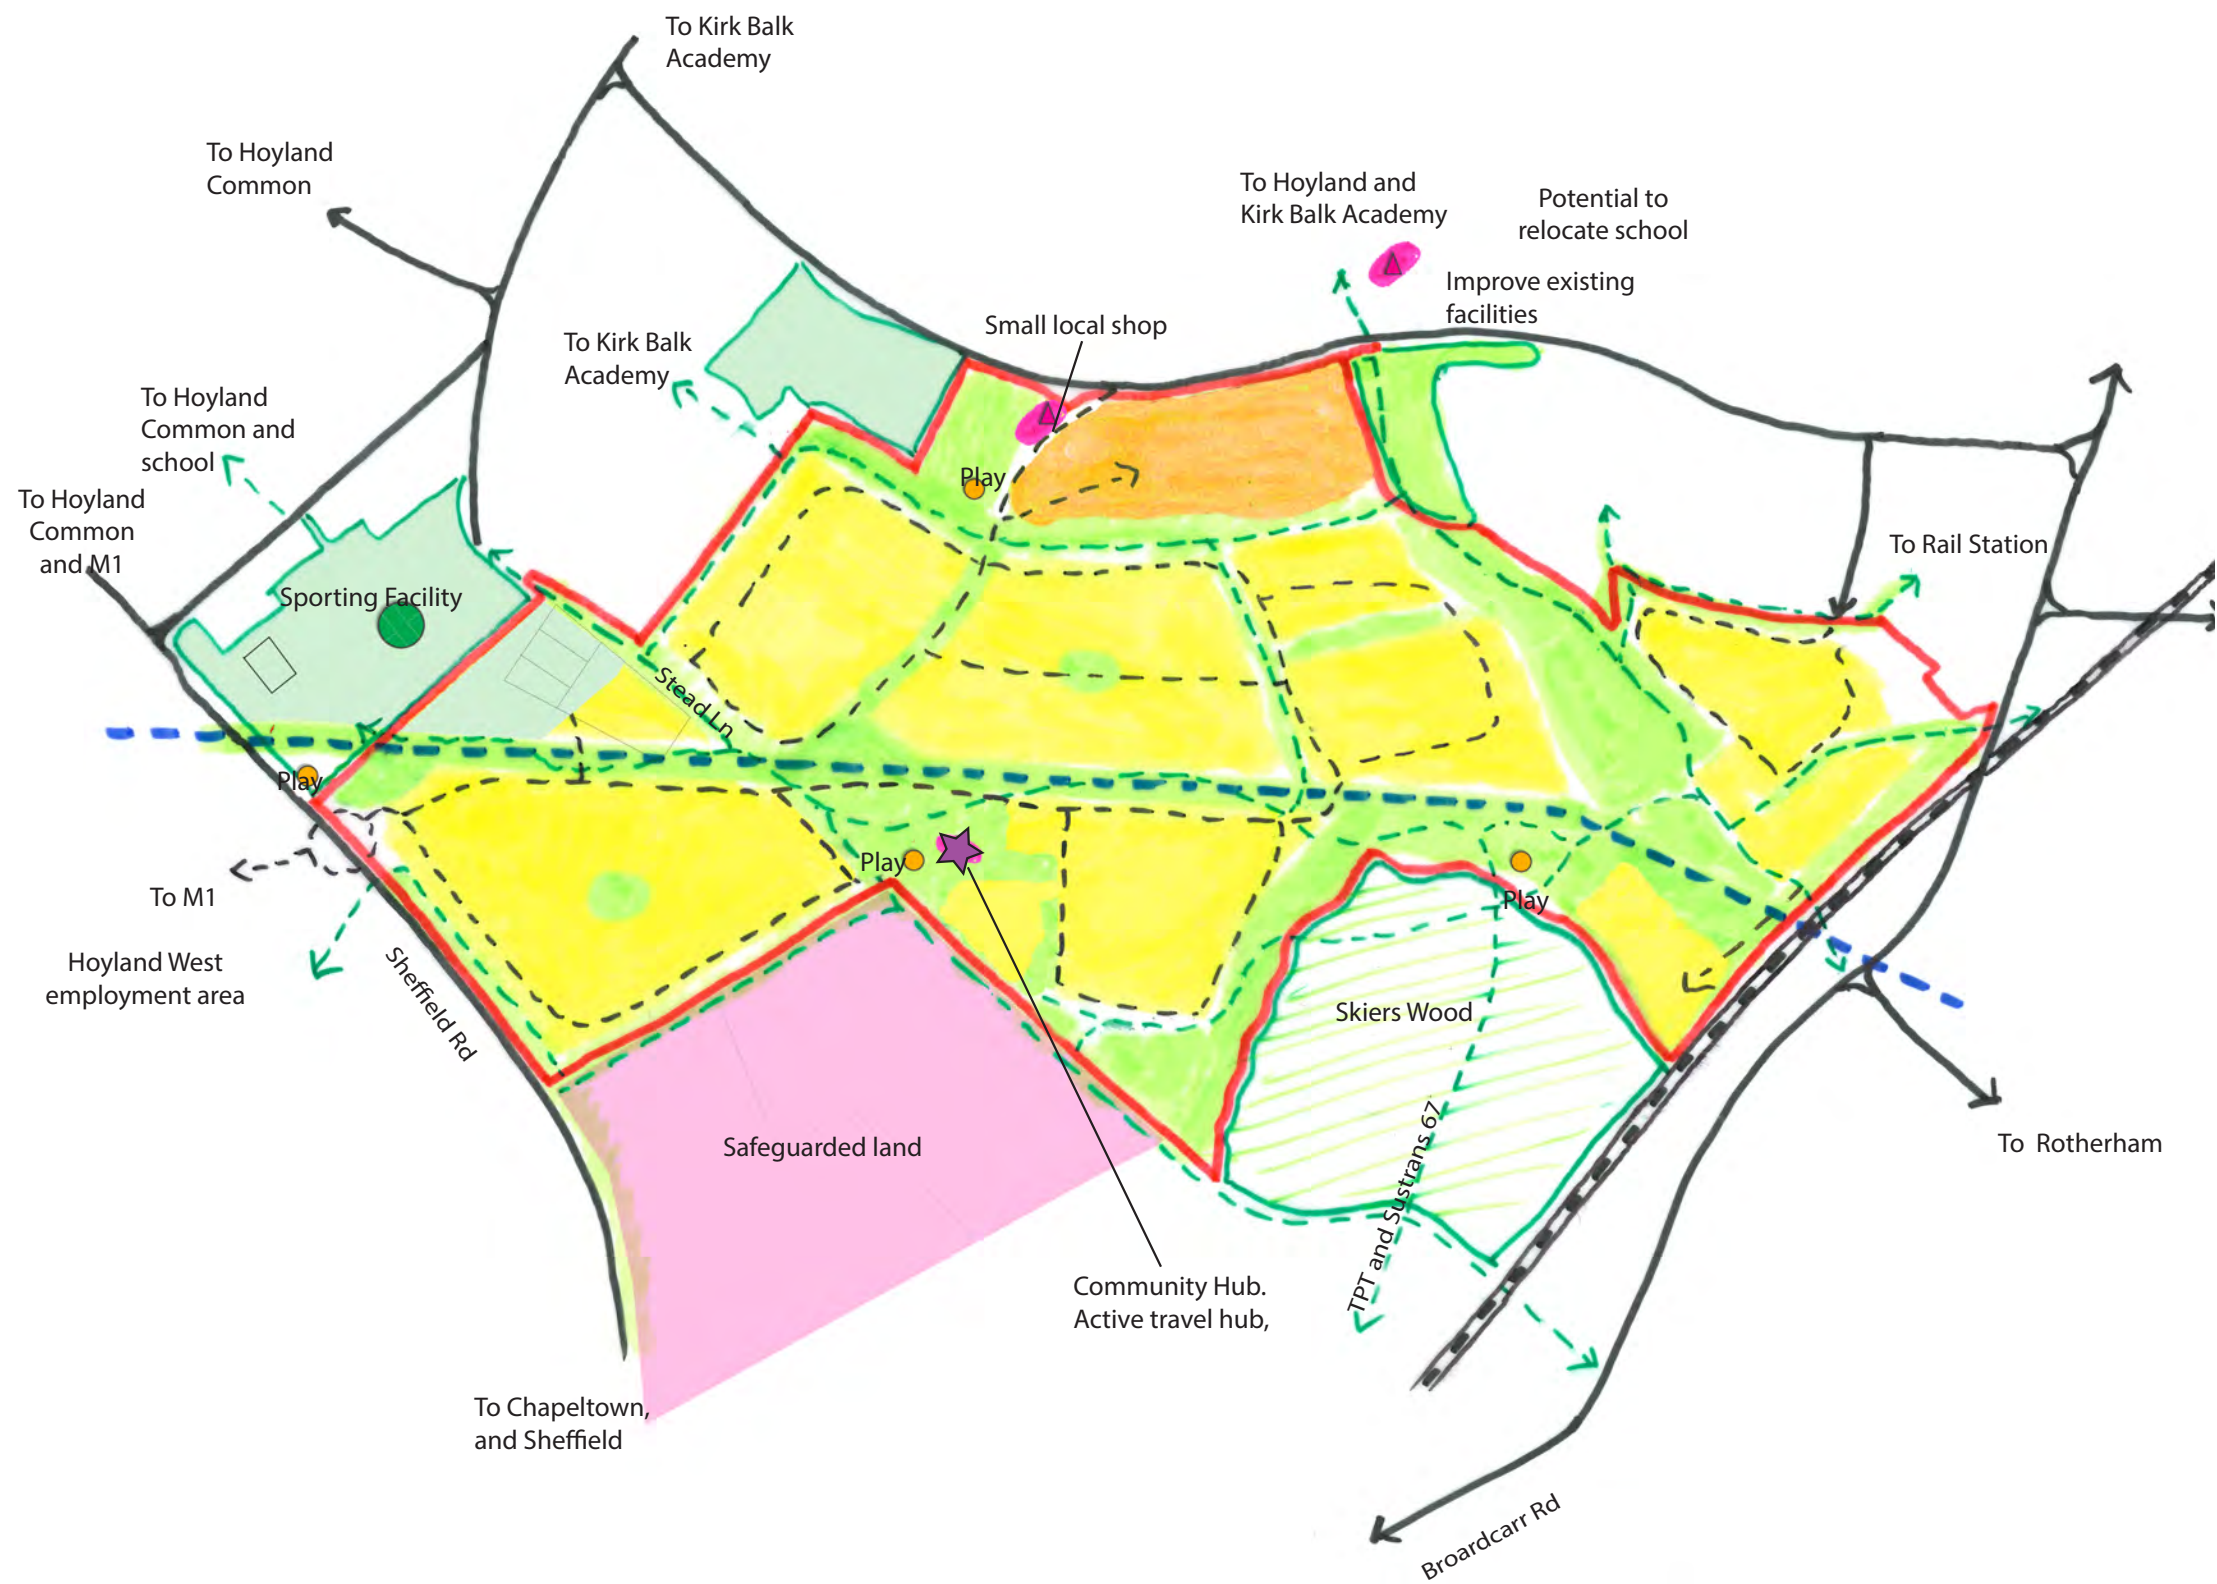 To Kirk Balk
Academy
To Hoyland
Common
To Hoyland and
Kirk Balk Academy
Potential to
relocate school
Improve existing
facilities
Small local shop
To Kirk Balk
Academy
To Hoyland
Common and
school
Play
To Hoyland
Common
and M1
To Rail Station
Sporting Facility
Stead Ln
Play
Play
Play
To M1
Hoyland West
employment area
Sheffield Rd
Skiers Wood
Safeguarded land
To Rotherham
TPT and Sustrans 67
Community Hub.
Active travel hub,
To Chapeltown,
and Sheffield
Broardcarr Rd